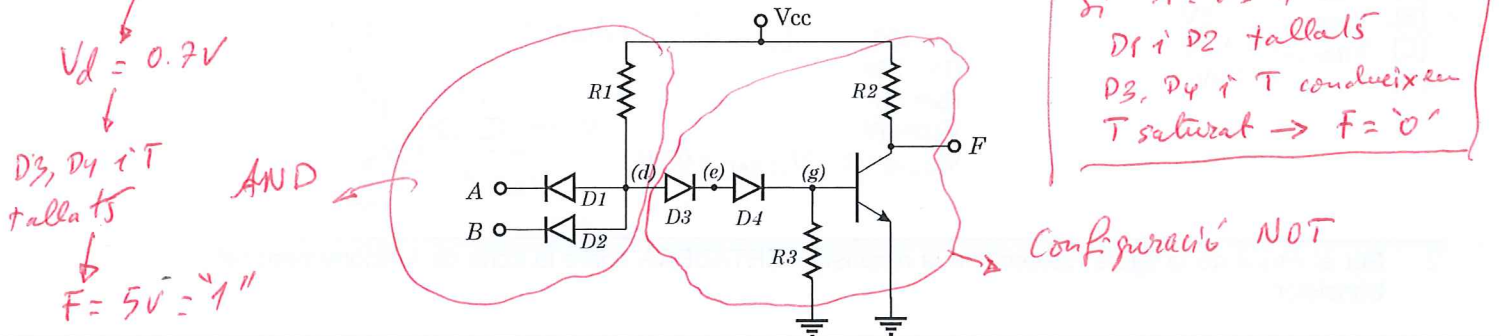 Vd = 0.7V
D3, D4 i T
tallats
F = 5V = "1"
AND
Vcc
R1
R2
F
A
B
D1
D2
(d)
D3
(e)
D4
(g)
R3
D1 i D2 tallats
D3, D4 i T condueixen
T saturat → F = '0'
Configuració NOT